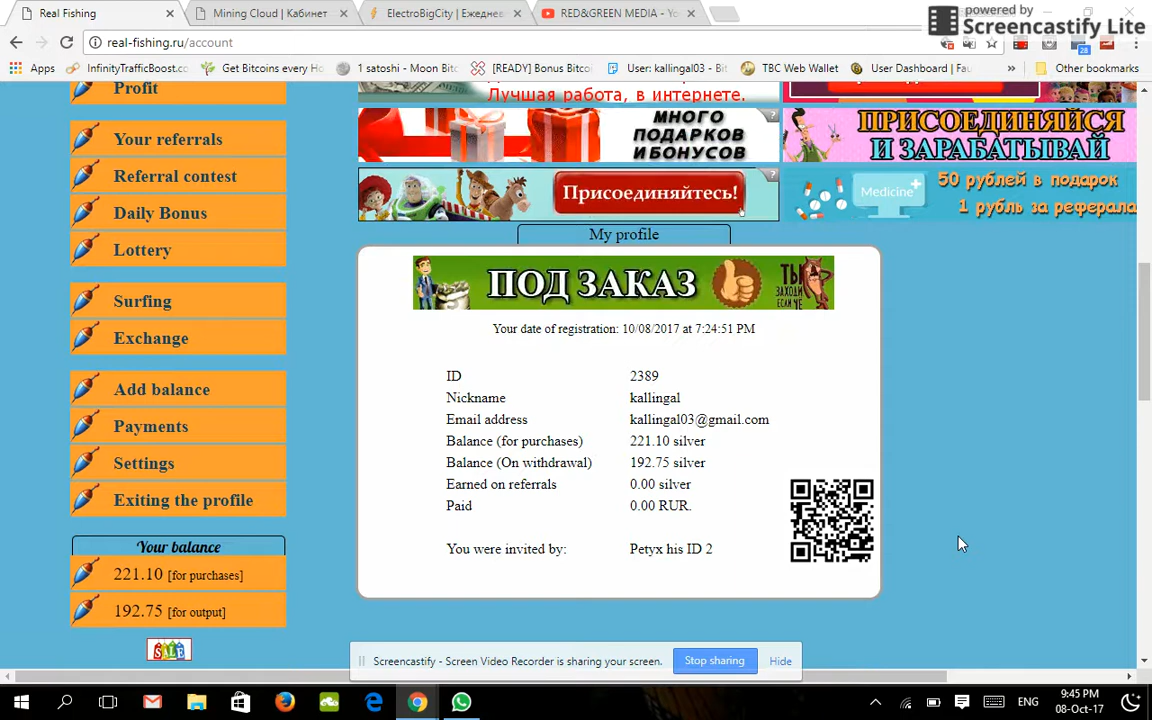 Real Fishing
Mining Cloud | Кабинет
ElectroBigCity | Ежеднев
RED&GREEN MEDIA - Yo
powered by
Screencastify Lite
real-fishing.ru/account
28
Apps
InfinityTrafficBoost.co
Get Bitcoins every Ho
1 satoshi - Moon Bitc
[READY] Bonus Bitco
User: kallingal03 - Bit
TBC Web Wallet
User Dashboard | Fau
»
Other bookmarks
Profit
Your referrals
Referral contest
Daily Bonus
Lottery
Surfing
Exchange
Add balance
Payments
Settings
Exiting the profile
Your balance
221.10 [for purchases]
192.75 [for output]
SALE
Лучшая работа, в интернете.
МНОГО
ПОДАРКОВ
И БОНУСОВ
?
ПРИСОЕДИНЯЙСЯ
И ЗАРАБАТЫВАЙ
Присоединяйтесь!
?
Medicine
50 рублей в подарок
1 рубль за реферала
My profile
ПОД ЗАКАЗ
ТЫ
ЗАХОДИ
ЕСЛИ ЧЕ
Your date of registration: 10/08/2017 at 7:24:51 PM
ID 2389
Nickname kallingal
Email address kallingal03@gmail.com
Balance (for purchases) 221.10 silver
Balance (On withdrawal) 192.75 silver
Earned on referrals 0.00 silver
Paid 0.00 RUR.
You were invited by: Petyx his ID 2
Screencastify - Screen Video Recorder is sharing your screen.
Stop sharing
Hide
ENG
9:45 PM
08-Oct-17